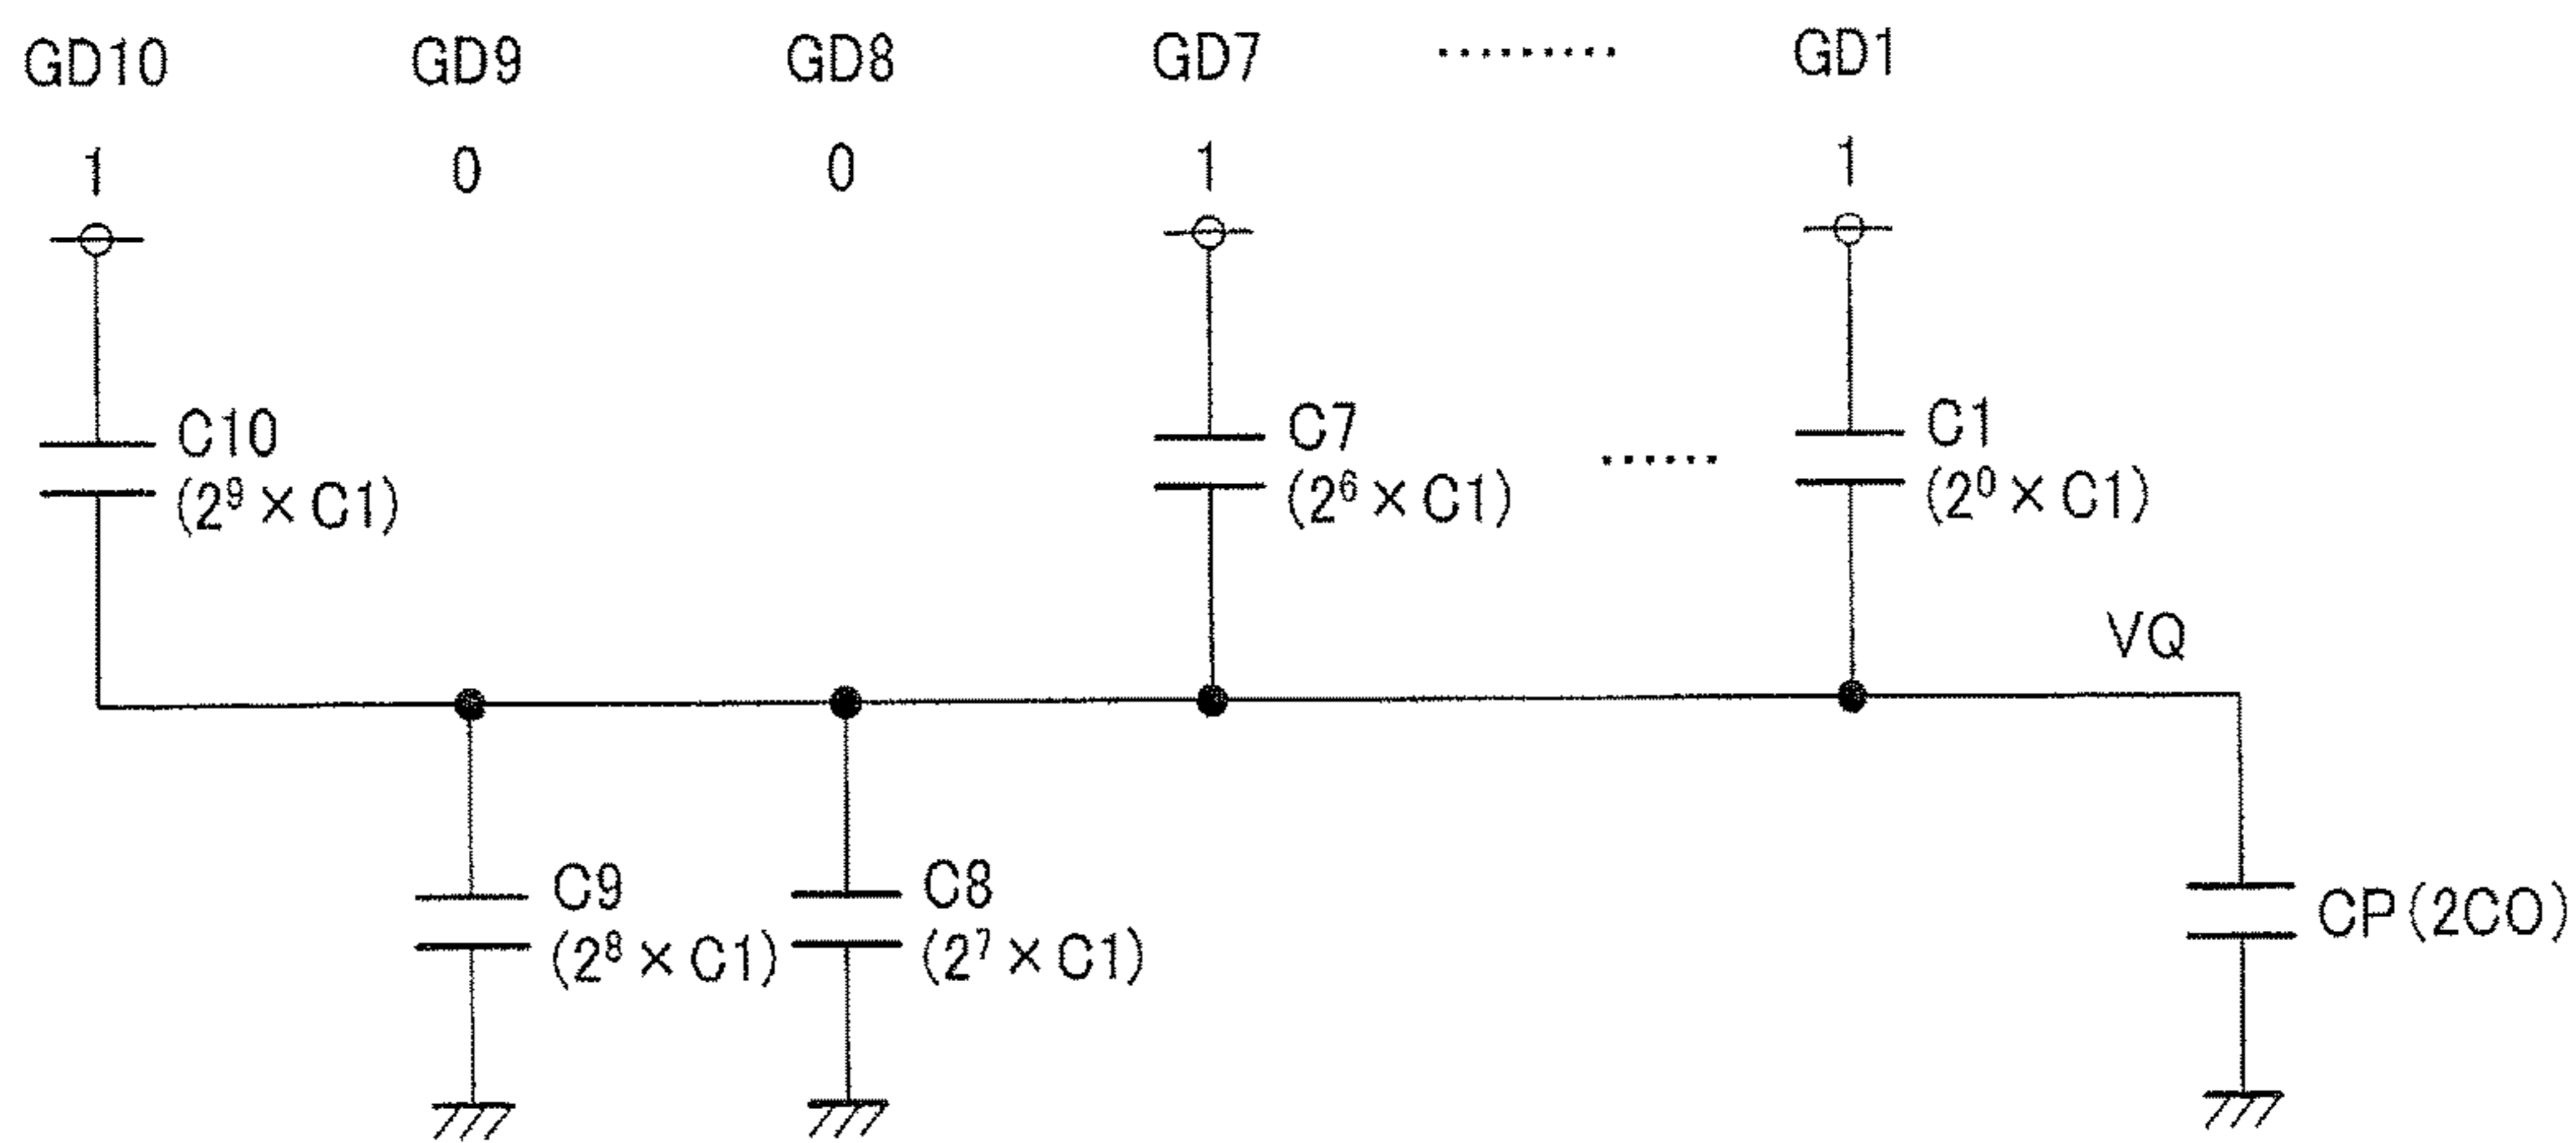 GD10 GD9 GD8 GD7 ········ GD1
1 0 0 1 1
C10
(2⁹×C1)
C7
(2⁶×C1)
······
C1
(2⁰×C1)
VQ
C9
(2⁸×C1)
C8
(2⁷×C1)
CP(2CO)